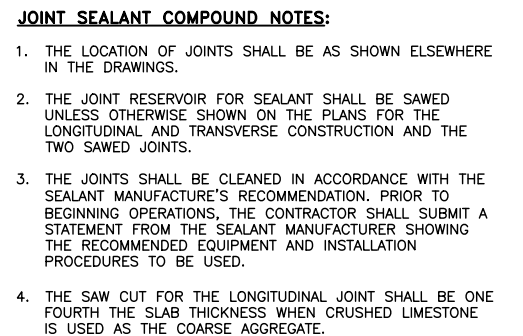 JOINT SEALANT COMPOUND NOTES:
1. THE LOCATION OF JOINTS SHALL BE AS SHOWN ELSEWHERE
IN THE DRAWINGS.
2. THE JOINT RESERVOIR FOR SEALANT SHALL BE SAWED
UNLESS OTHERWISE SHOWN ON THE PLANS FOR THE
LONGITUDINAL AND TRANSVERSE CONSTRUCTION AND THE
TWO SAWED JOINTS.
3. THE JOINTS SHALL BE CLEANED IN ACCORDANCE WITH THE
SEALANT MANUFACTURE'S RECOMMENDATION. PRIOR TO
BEGINNING OPERATIONS, THE CONTRACTOR SHALL SUBMIT A
STATEMENT FROM THE SEALANT MANUFACTURER SHOWING
THE RECOMMENDED EQUIPMENT AND INSTALLATION
PROCEDURES TO BE USED.
4. THE SAW CUT FOR THE LONGITUDINAL JOINT SHALL BE ONE
FOURTH THE SLAB THICKNESS WHEN CRUSHED LIMESTONE
IS USED AS THE COARSE AGGREGATE.